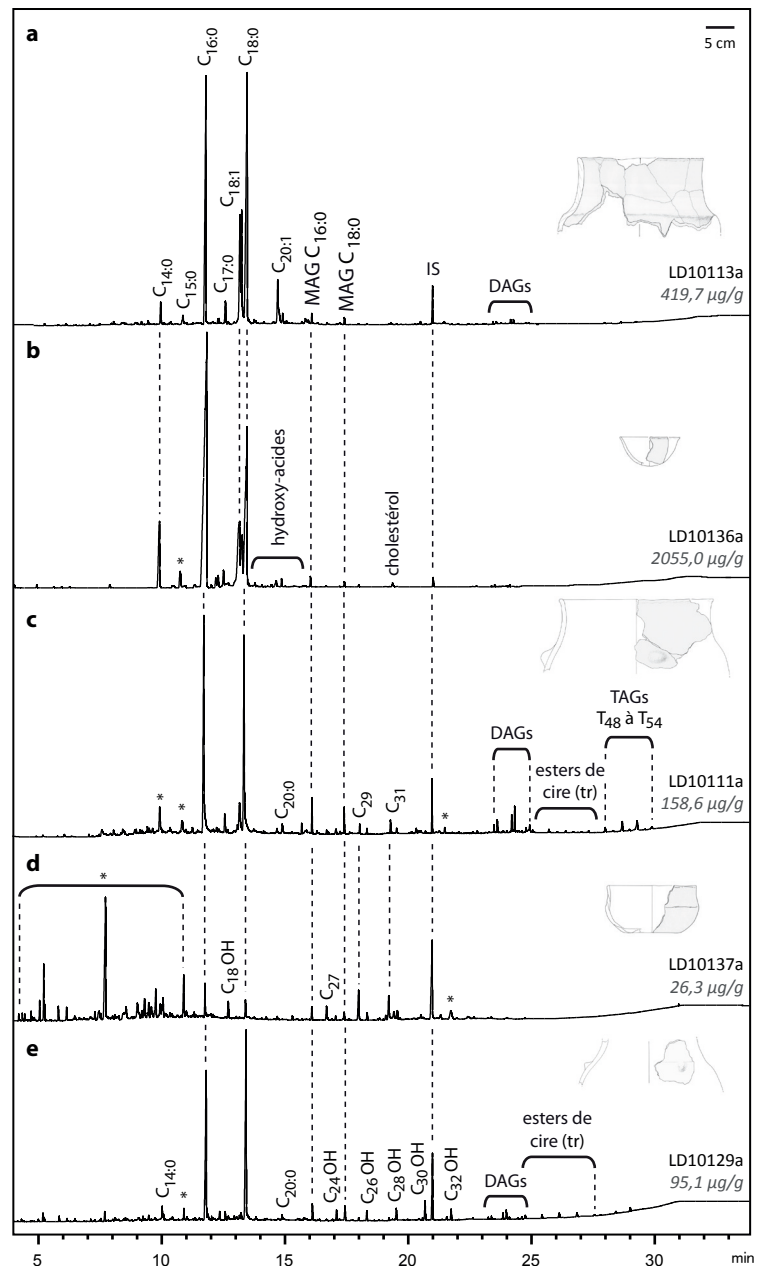 a
5 cm
C16:0
C18:0
C14:0
C15:0
C17:0
C18:1
C20:1
MAG C16:0
MAG C18:0
IS
DAGs
LD10113a
419,7 µg/g
b
*
hydroxy-acides
cholestérol
LD10136a
2055,0 µg/g
c
*
*
C20:0
C29
C31
*
DAGs
esters de
cire (tr)
TAGs
T48 à T54
LD10111a
158,6 µg/g
d
*
C18 OH
C27
*
LD10137a
26,3 µg/g
e
C14:0
*
C20:0
C24 OH
C26 OH
C28 OH
C30 OH
C32 OH
DAGs
esters de
cire (tr)
LD10129a
95,1 µg/g
5 10 15 20 25 30 min